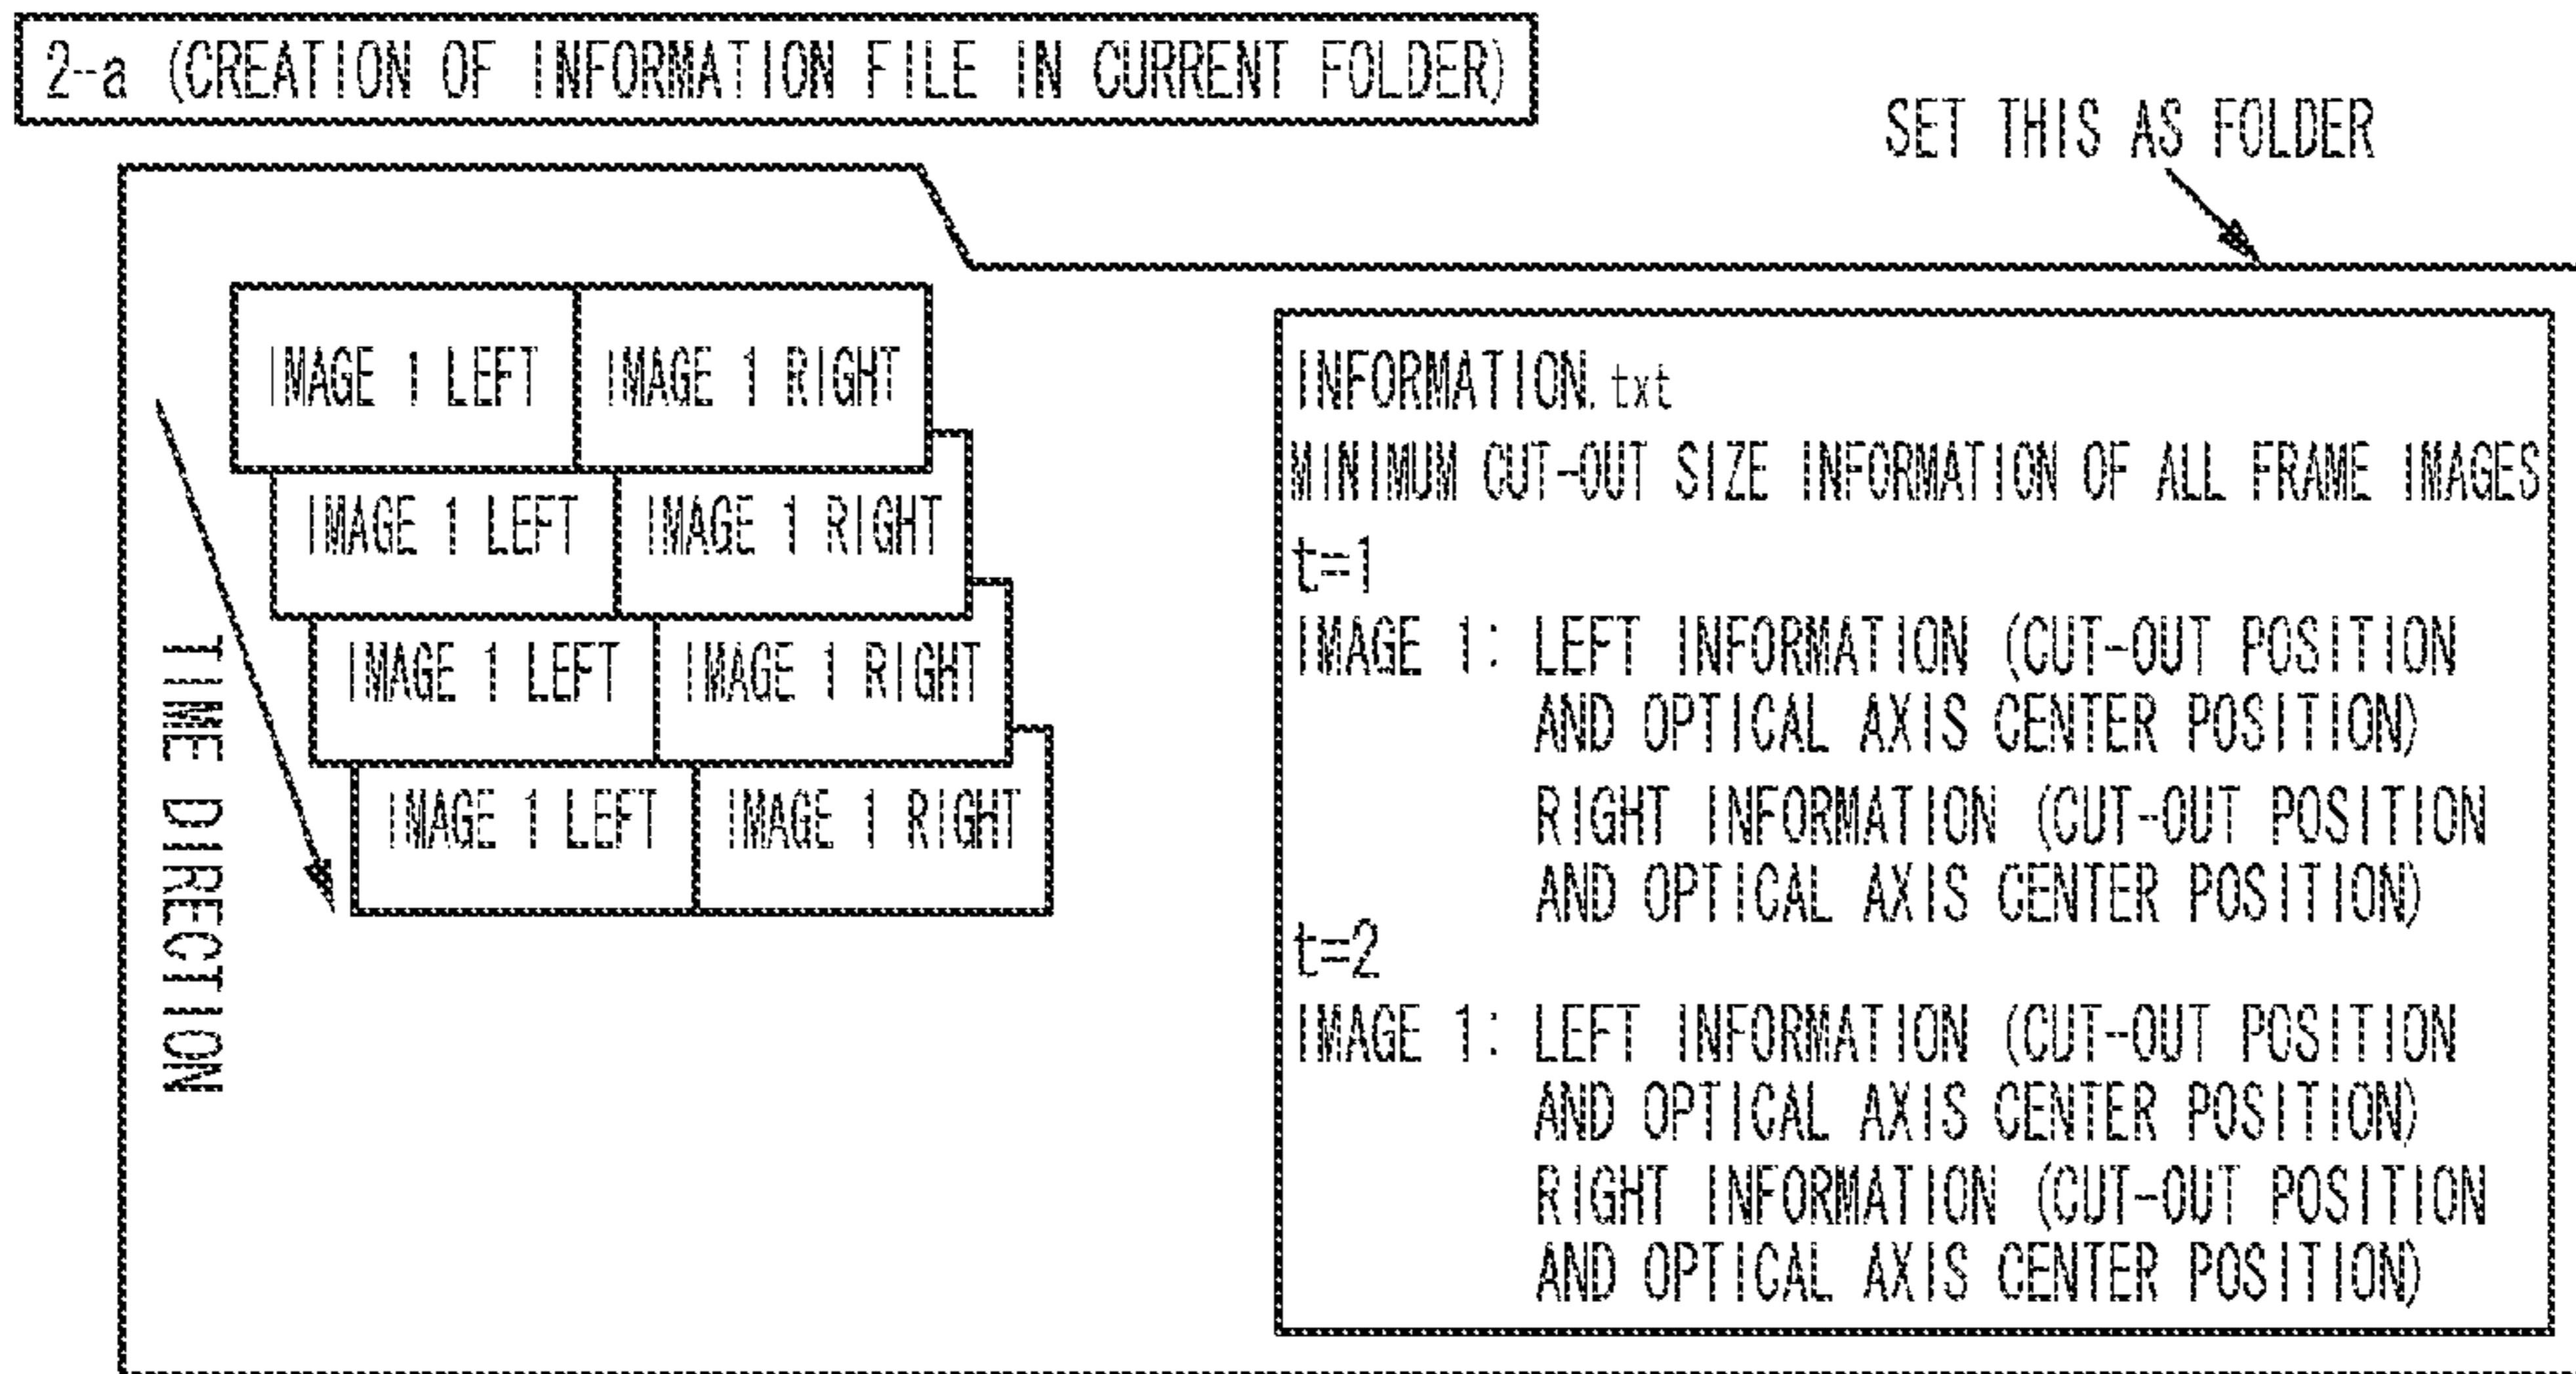 2-a (CREATION OF INFORMATION FILE IN CURRENT FOLDER)
SET THIS AS FOLDER
IMAGE 1 LEFT IMAGE 1 RIGHT
IMAGE 1 LEFT IMAGE 1 RIGHT
IMAGE 1 LEFT IMAGE 1 RIGHT
IMAGE 1 LEFT IMAGE 1 RIGHT
TIME DIRECTION
INFORMATION.txt
MINIMUM CUT-OUT SIZE INFORMATION OF ALL FRAME IMAGES
t=1
IMAGE 1: LEFT INFORMATION (CUT-OUT POSITION
AND OPTICAL AXIS CENTER POSITION)
RIGHT INFORMATION (CUT-OUT POSITION
AND OPTICAL AXIS CENTER POSITION)
t=2
IMAGE 1: LEFT INFORMATION (CUT-OUT POSITION
AND OPTICAL AXIS CENTER POSITION)
RIGHT INFORMATION (CUT-OUT POSITION
AND OPTICAL AXIS CENTER POSITION)